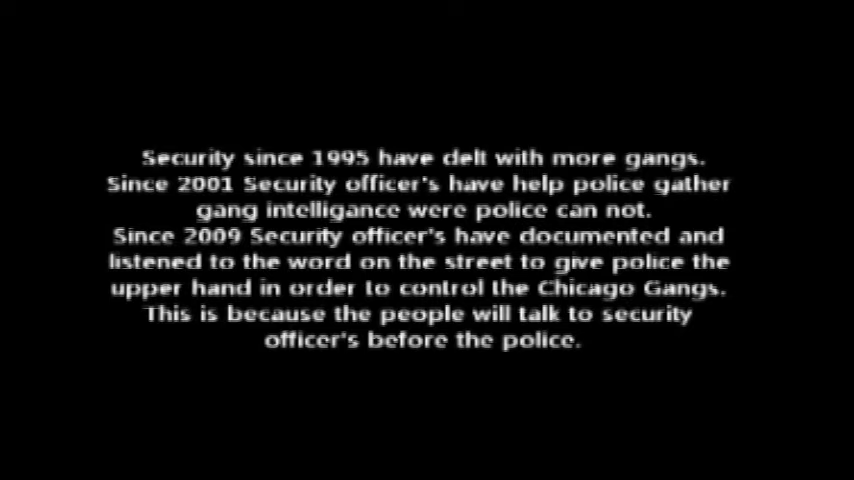 Security since 1995 have delt with more gangs.
Since 2001 Security officer's have help police gather
gang intelligance were police can not.
Since 2009 Security officer's have documented and
listened to the word on the street to give police the
upper hand in order to control the Chicago Gangs.
This is because the people will talk to security
officer's before the police.